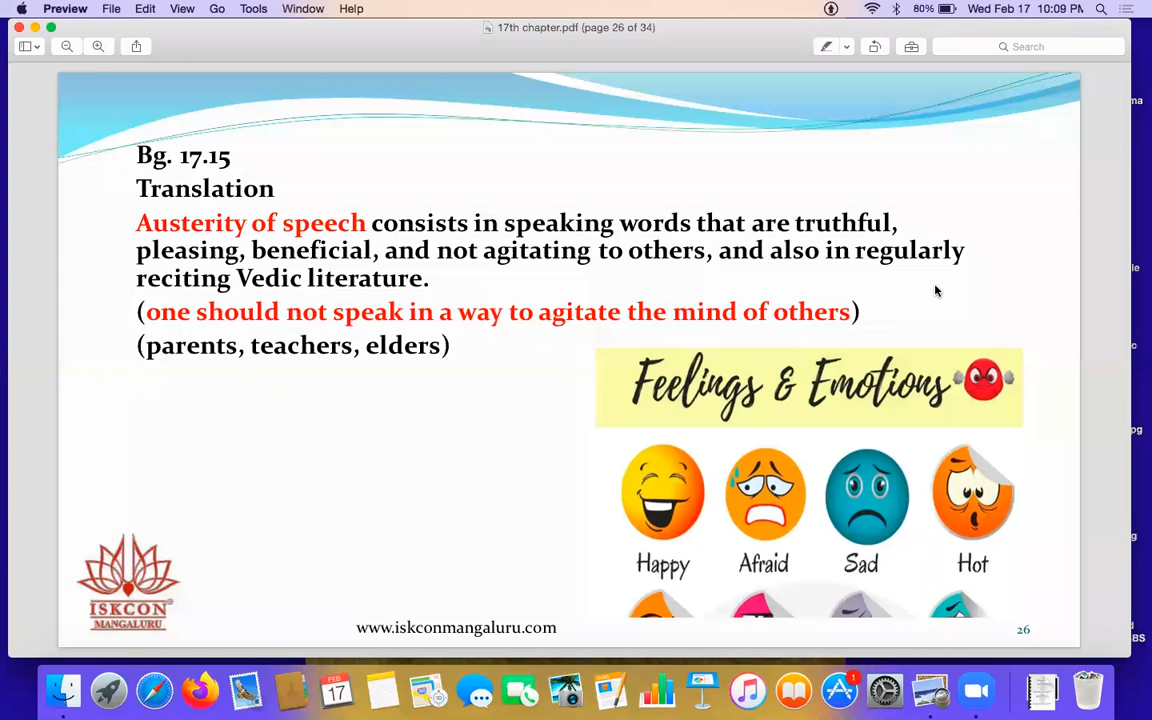 Preview File Edit View Go Tools Window Help 80% Wed Feb 17 10:09 PM
17th chapter.pdf (page 26 of 34)
Search
Bg. 17.15
Translation
Austerity of speech consists in speaking words that are truthful,
pleasing, beneficial, and not agitating to others, and also in regularly
reciting Vedic literature.
(one should not speak in a way to agitate the mind of others)
(parents, teachers, elders)
Feelings & Emotions
Happy Afraid Sad Hot
ISKCON
MANGALURU
www.iskconmangaluru.com
26
FEB
17
1